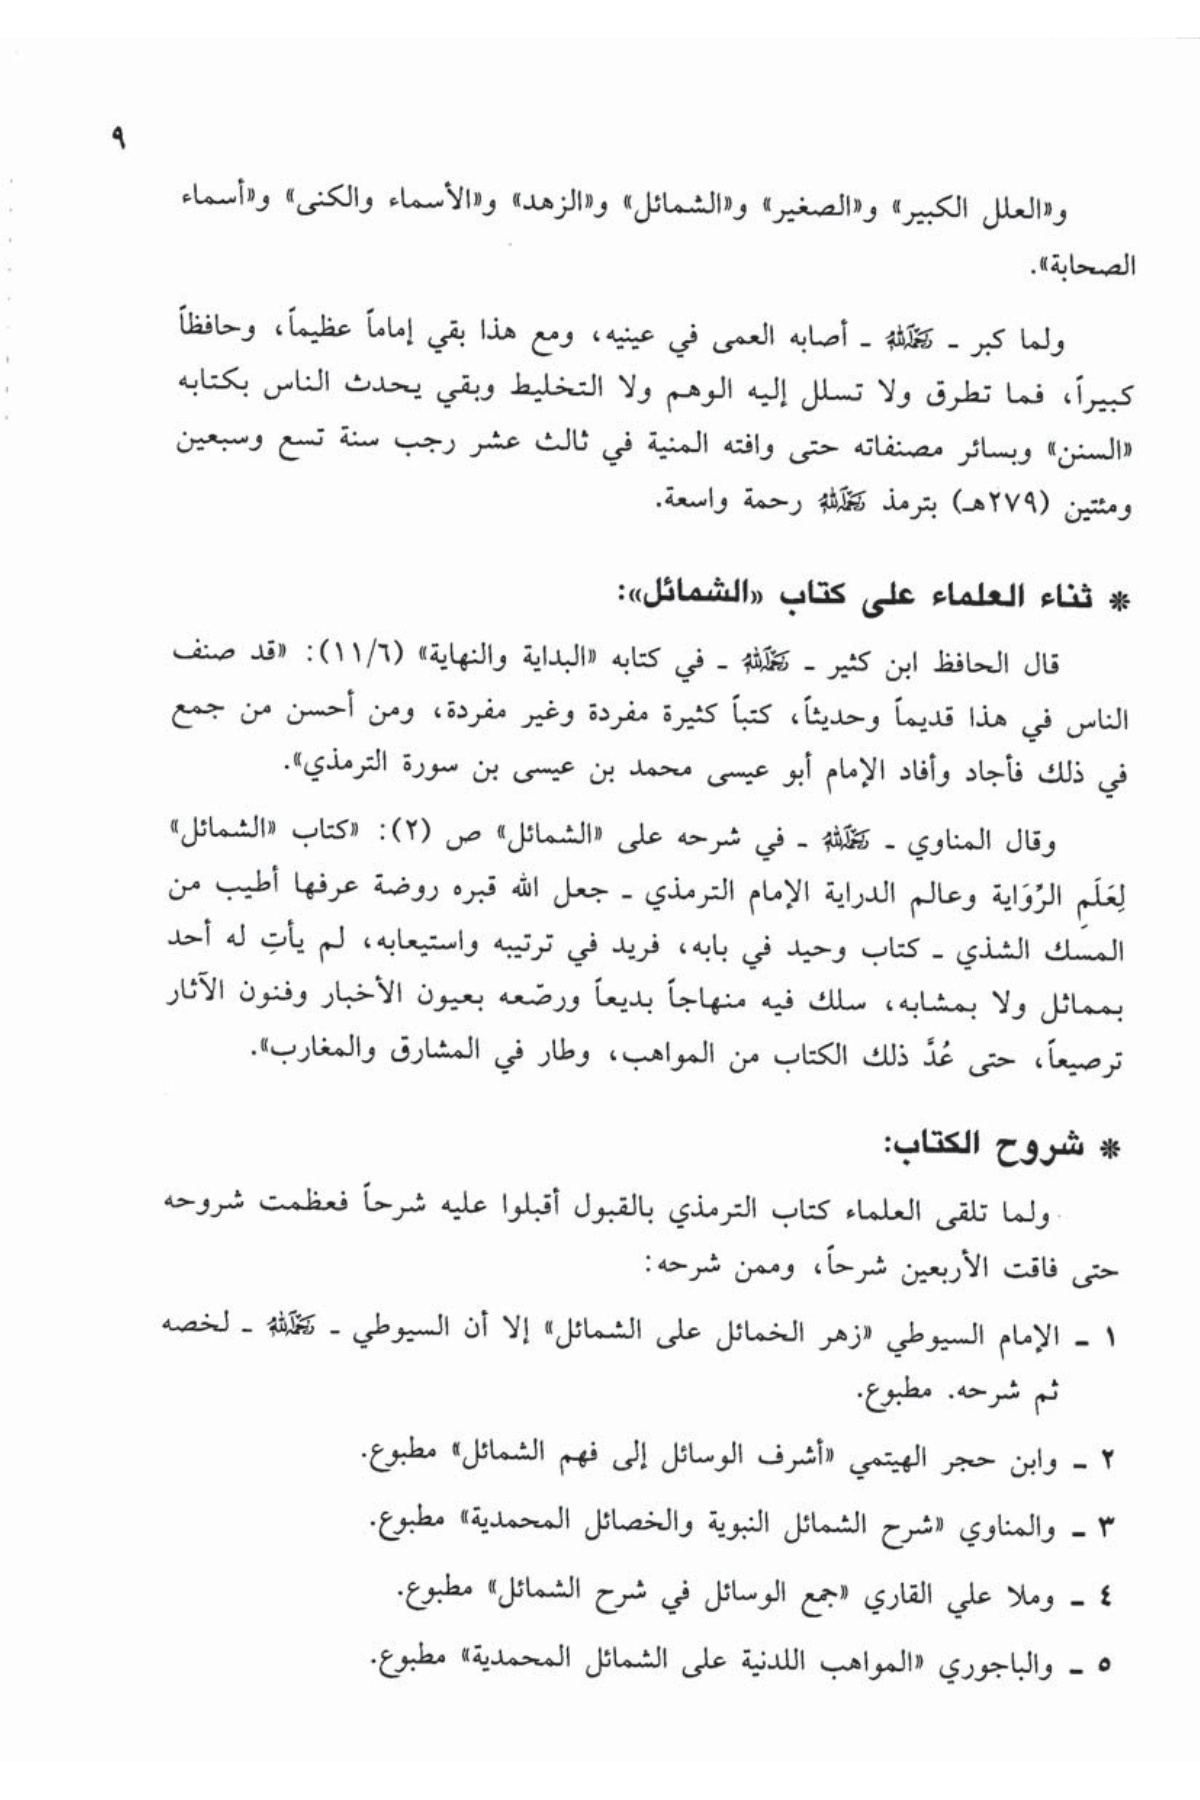 ٩
و«العلل الكبير» و«الصغير» و«الشمائل» و«الزهد» و«الأسماء والكنى» و«أسماء
الصحابة».
ولما كبر ـ رَحِمَهُ اللهُ ـ أصابه العمى في عينيه، ومع هذا بقي إماماً عظيماً، وحافظاً
كبيراً، فما تطرق ولا تسلل إليه الوهم ولا التخليط وبقي يحدث الناس بكتابه
«السنن» وبسائر مصنفاته حتى وافته المنية في ثالث عشر رجب سنة تسع وسبعين
ومئتين (٢٧٩هـ) بترمذ رَحِمَهُ اللهُ رحمة واسعة.
* ثناء العلماء على كتاب «الشمائل»:
قال الحافظ ابن كثير ـ رَحِمَهُ اللهُ ـ في كتابه «البداية والنهاية» (١١/٦): «قد صنف
الناس في هذا قديماً وحديثاً، كتباً كثيرة مفردة وغير مفردة، ومن أحسن من جمع
في ذلك فأجاد وأفاد الإمام أبو عيسى محمد بن عيسى بن سورة الترمذي».
وقال المناوي ـ رَحِمَهُ اللهُ ـ في شرحه على «الشمائل» ص (٢): «كتاب «الشمائل»
لِعَلَمِ الرِّوَاية وعالم الدراية الإمام الترمذي ـ جعل الله قبره روضة عرفها أطيب من
المسك الشذي ـ كتاب وحيد في بابه، فريد في ترتيبه واستيعابه، لم يأتِ له أحد
بمماثل ولا بمشابه، سلك فيه منهاجاً بديعاً ورصّعه بعيون الأخبار وفنون الآثار
ترصيعاً، حتى عُدَّ ذلك الكتاب من المواهب، وطار في المشارق والمغارب».
* شروح الكتاب:
ولما تلقى العلماء كتاب الترمذي بالقبول أقبلوا عليه شرحاً فعظمت شروحه
حتى فاقت الأربعين شرحاً، وممن شرحه:
١ ـ الإمام السيوطي «زهر الخمائل على الشمائل» إلا أن السيوطي ـ رَحِمَهُ اللهُ ـ لخصه
ثم شرحه. مطبوع.
٢ ـ وابن حجر الهيتمي «أشرف الوسائل إلى فهم الشمائل» مطبوع.
٣ ـ والمناوي «شرح الشمائل النبوية والخصائل المحمدية» مطبوع.
٤ ـ وملا علي القاري «جمع الوسائل في شرح الشمائل» مطبوع.
٥ ـ والباجوري «المواهب اللدنية على الشمائل المحمدية» مطبوع.